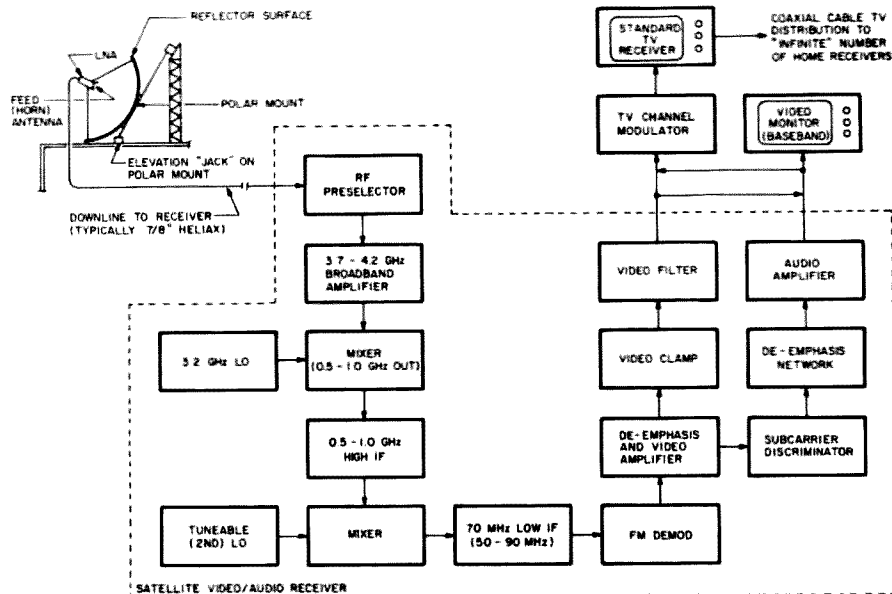 REFLECTOR SURFACE
LNA
FEED
(HORN)
ANTENNA
POLAR MOUNT
ELEVATION "JACK" ON
POLAR MOUNT
DOWNLINE TO RECEIVER
(TYPICALLY 7/8" HELIAX)
RF
PRESELECTOR
3.7 - 4.2 GHz
BROADBAND
AMPLIFIER
3.2 GHz LO
MIXER
(0.5 - 1.0 GHz OUT)
0.5 - 1.0 GHz
HIGH IF
TUNEABLE
(2ND) LO
MIXER
70 MHz LOW IF
(50 - 90 MHz)
FM DEMOD
DE-EMPHASIS
AND VIDEO
AMPLIFIER
SUBCARRIER
DISCRIMINATOR
VIDEO CLAMP
DE-EMPHASIS
NETWORK
VIDEO FILTER
AUDIO
AMPLIFIER
TV CHANNEL
MODULATOR
VIDEO
MONITOR
(BASEBAND)
STANDARD
TV
RECEIVER
COAXIAL CABLE TV
DISTRIBUTION TO
"INFINITE" NUMBER
OF HOME RECEIVERS
SATELLITE VIDEO/AUDIO RECEIVER